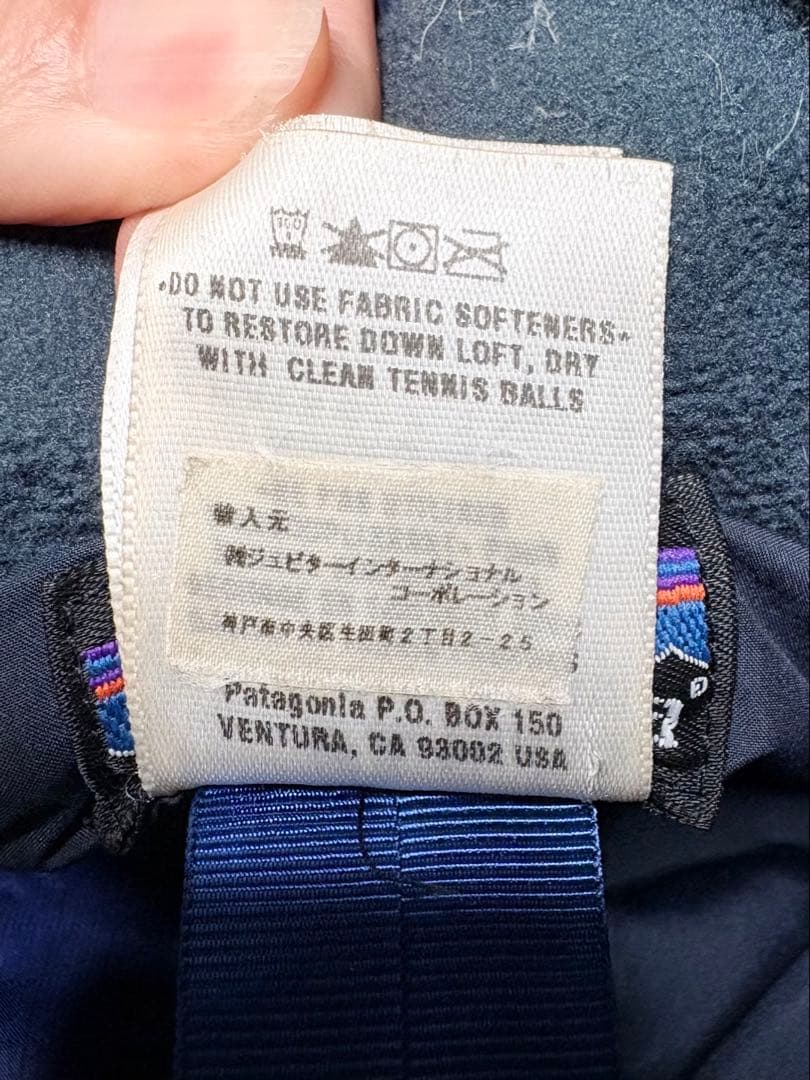 •DO NOT USE FABRIC SOFTENERS•
TO RESTORE DOWN LOFT, DRY
WITH CLEAN TENNIS BALLS
輸入元
㈱ジュピターインターナショナル
コーポレーション
神戸市中央区生田町2丁目2-25
Patagonia P.O. BOX 150
VENTURA, CA 93002 USA